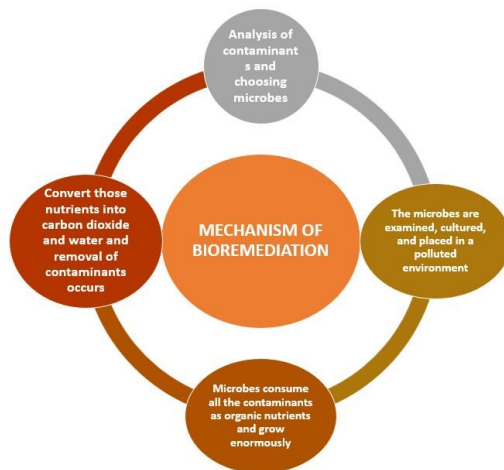 Analysis of
contaminant
s and
choosing
microbes
Convert those
nutrients into
carbon dioxide
and water and
removal of
contaminants
occurs
MECHANISM OF
BIOREMEDIATION
The microbes are
examined, cultured,
and placed in a
polluted
environment
Microbes consume
all the contaminants
as organic nutrients
and grow
enormously